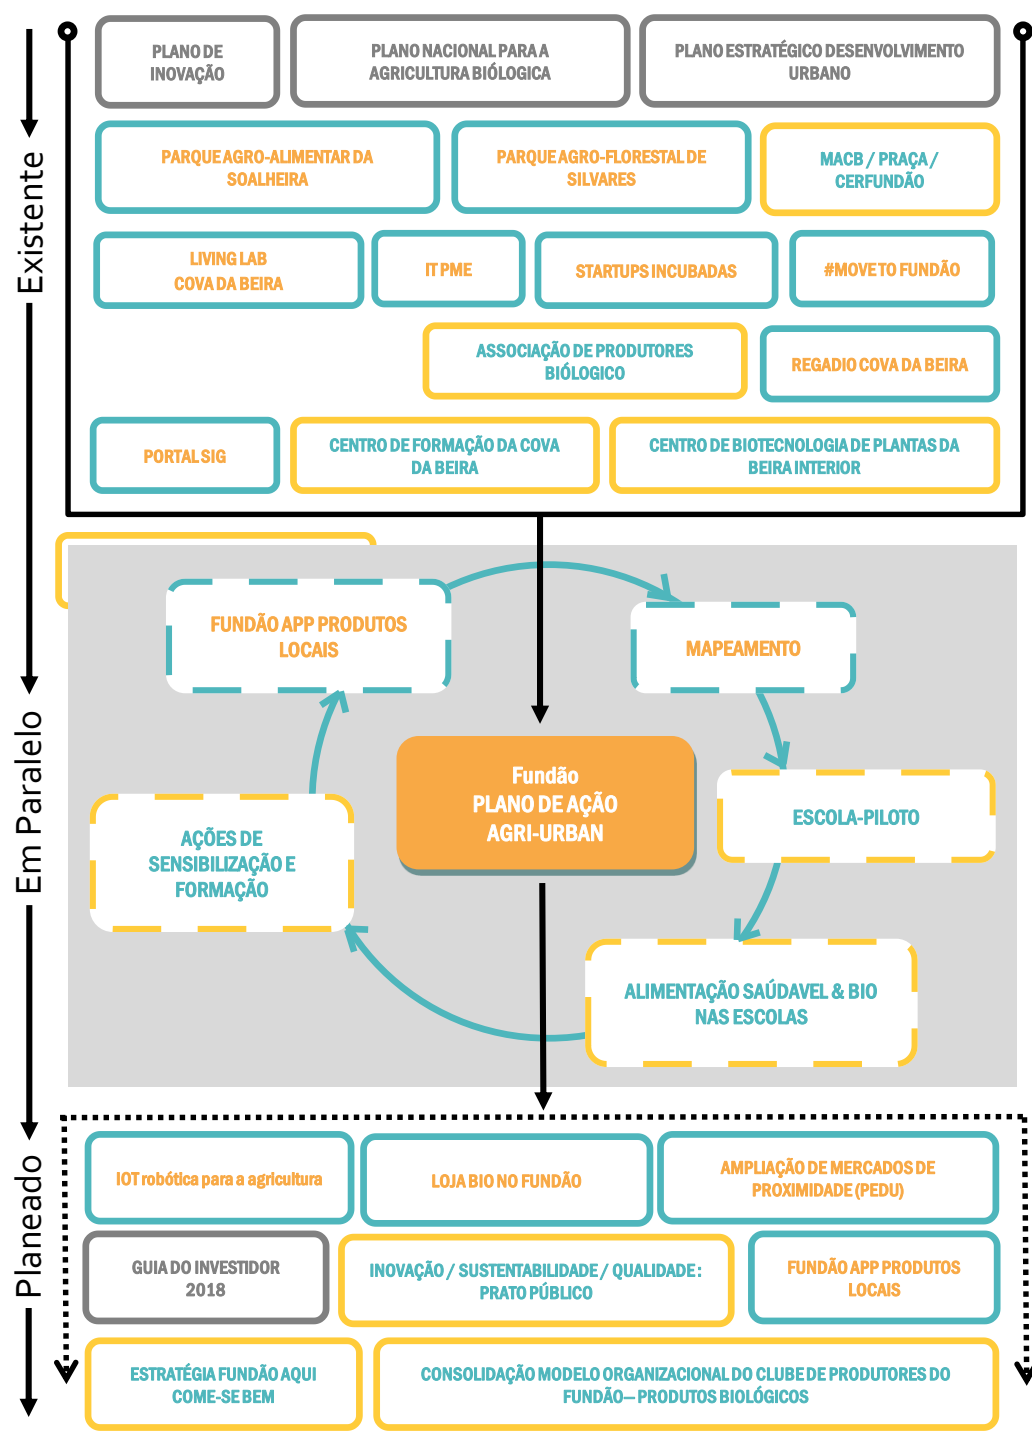 PLANO DE
INOVAÇÃO
PLANO NACIONAL PARA A
AGRICULTURA BIÓLOGICA
PLANO ESTRATÉGICO DESENVOLVIMENTO
URBANO
PARQUE AGRO-ALIMENTAR DA
SOALHEIRA
PARQUE AGRO-FLORESTAL DE
SILVARES
MACB / PRAÇA /
CERFUNDÃO
Existente
LIVING LAB
COVA DA BEIRA
IT PME
STARTUPS INCUBADAS
#MOVE TO FUNDÃO
ASSOCIAÇÃO DE PRODUTORES
BIÓLOGICO
REGADIO COVA DA BEIRA
PORTAL SIG
CENTRO DE FORMAÇÃO DA COVA
DA BEIRA
CENTRO DE BIOTECNOLOGIA DE PLANTAS DA
BEIRA INTERIOR
FUNDÃO APP PRODUTOS
LOCAIS
MAPEAMENTO
Em Paralelo
Fundão
PLANO DE AÇÃO
AGRI-URBAN
ESCOLA-PILOTO
AÇÕES DE
SENSIBILIZAÇÃO E
FORMAÇÃO
ALIMENTAÇÃO SAÚDAVEL & BIO
NAS ESCOLAS
Planeado
IOT robótica para a agricultura
LOJA BIO NO FUNDÃO
AMPLIAÇÃO DE MERCADOS DE
PROXIMIDADE (PEDU)
GUIA DO INVESTIDOR
2018
INOVAÇÃO / SUSTENTABILIDADE / QUALIDADE :
PRATO PÚBLICO
FUNDÃO APP PRODUTOS
LOCAIS
ESTRATÉGIA FUNDÃO AQUI
COME-SE BEM
CONSOLIDAÇÃO MODELO ORGANIZACIONAL DO CLUBE DE PRODUTORES DO
FUNDÃO— PRODUTOS BIOLÓGICOS